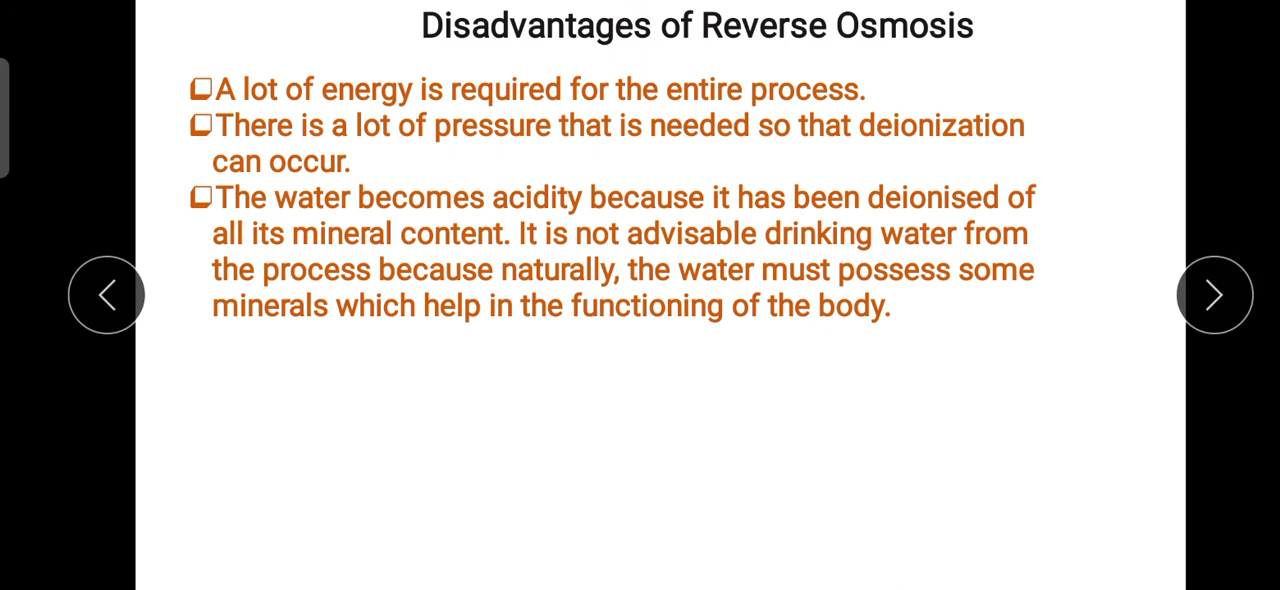 Disadvantages of Reverse Osmosis
❑A lot of energy is required for the entire process.
❑There is a lot of pressure that is needed so that deionization
can occur.
❑The water becomes acidity because it has been deionised of
all its mineral content. It is not advisable drinking water from
the process because naturally, the water must possess some
minerals which help in the functioning of the body.